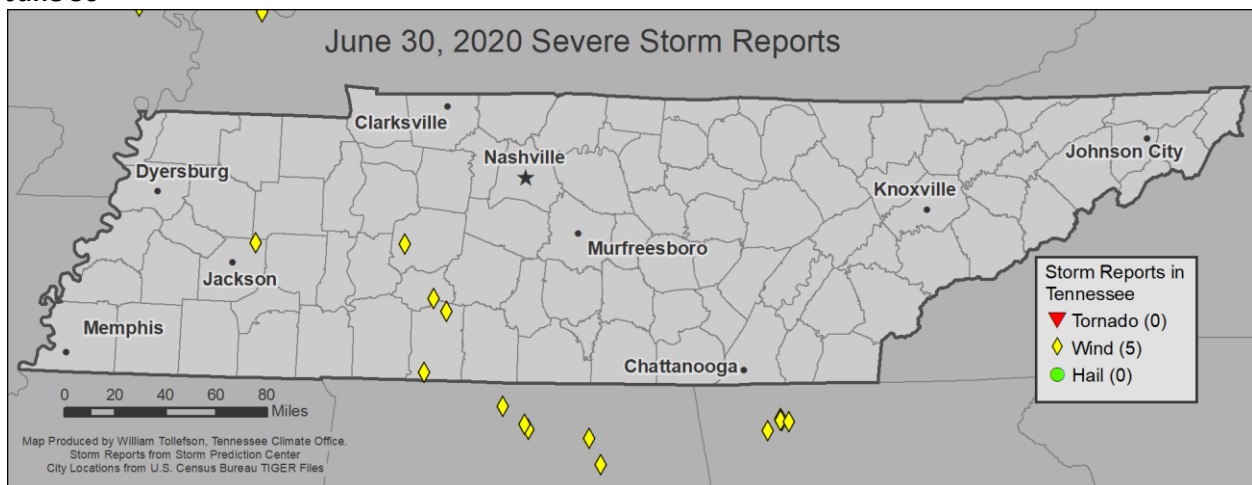 June 30, 2020 Severe Storm Reports
Clarksville
Nashville
Johnson City
Dyersburg
Knoxville
Murfreesboro
Jackson
Storm Reports in
Tennessee
Tornado (0)
Wind (5)
Hail (0)
Memphis
Chattanooga
0 20 40 60 80
Miles
Map Produced by William Tollefson, Tennessee Climate Office.
Storm Reports from Storm Prediction Center
City Locations from U.S. Census Bureau TIGER Files